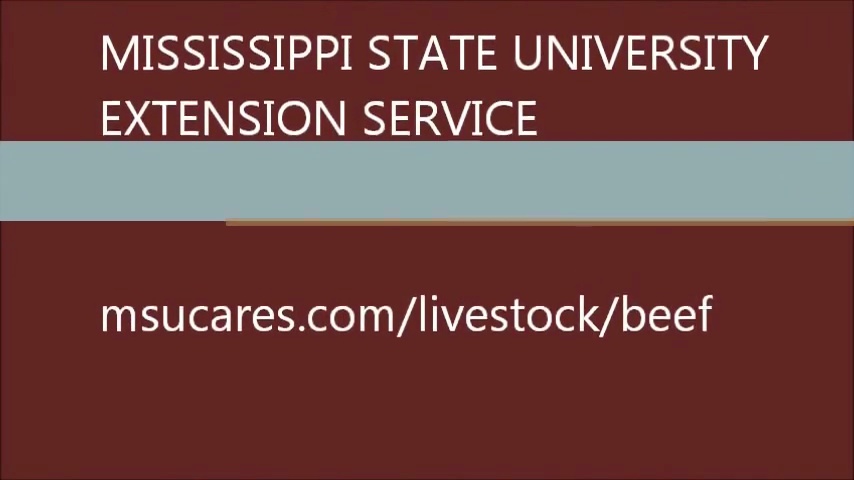 MISSISSIPPI STATE UNIVERSITY
EXTENSION SERVICE
msucares.com/livestock/beef